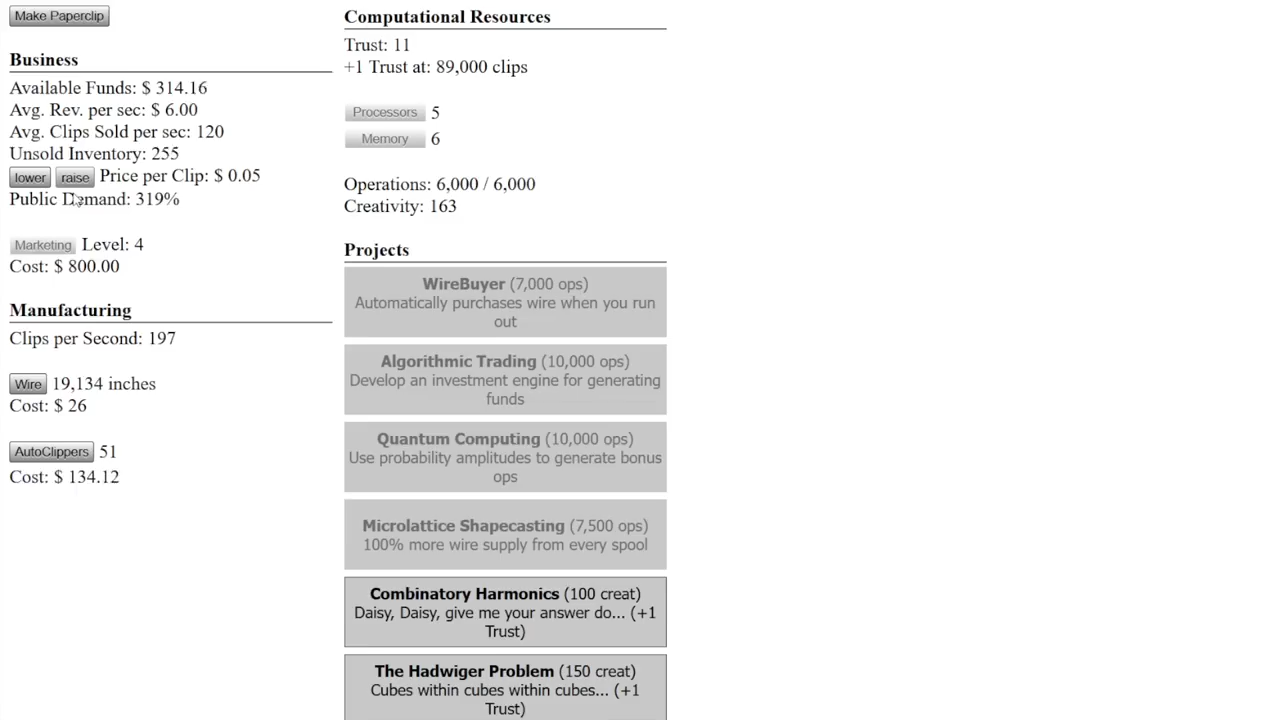 Make Paperclip
Business
Available Funds: $ 314.16
Avg. Rev. per sec: $ 6.00
Avg. Clips Sold per sec: 120
Unsold Inventory: 255
lower raise Price per Clip: $ 0.05
Public Demand: 319%
Marketing Level: 4
Cost: $ 800.00
Manufacturing
Clips per Second: 197
Wire 19,134 inches
Cost: $ 26
AutoClippers 51
Cost: $ 134.12
Computational Resources
Trust: 11
+1 Trust at: 89,000 clips
Processors 5
Memory 6
Operations: 6,000 / 6,000
Creativity: 163
Projects
WireBuyer (7,000 ops)
Automatically purchases wire when you run
out
Algorithmic Trading (10,000 ops)
Develop an investment engine for generating
funds
Quantum Computing (10,000 ops)
Use probability amplitudes to generate bonus
ops
Microlattice Shapecasting (7,500 ops)
100% more wire supply from every spool
Combinatory Harmonics (100 creat)
Daisy, Daisy, give me your answer do... (+1
Trust)
The Hadwiger Problem (150 creat)
Cubes within cubes within cubes... (+1
Trust)